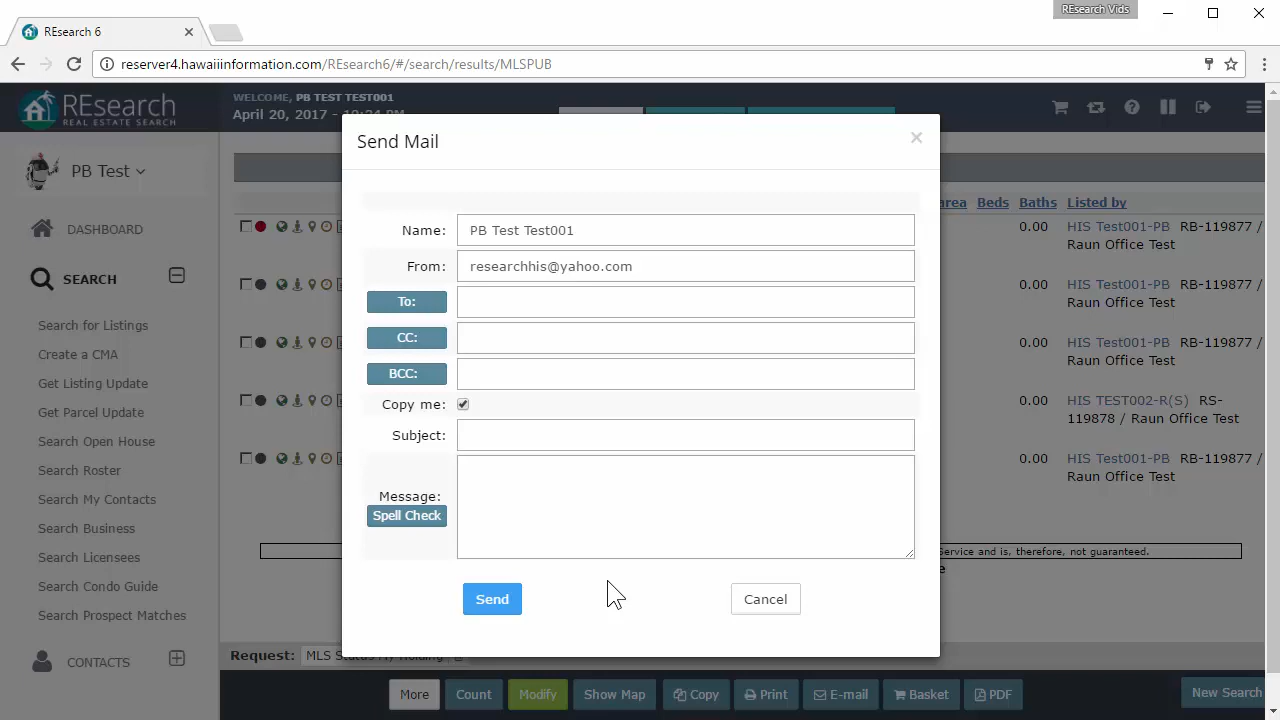 REsearch Vids
REsearch 6
reserver4.hawaiiinformation.com/REsearch6/#/search/results/MLSPUB
REsearch
REAL ESTATE SEARCH
WELCOME, PB TEST TEST001
April 20, 2017 -
PB Test
DASHBOARD
SEARCH
Search for Listings
Create a CMA
Get Listing Update
Get Parcel Update
Search Open House
Search Roster
Search My Contacts
Search Business
Search Licensees
Search Condo Guide
Search Prospect Matches
CONTACTS
Send Mail
Name: PB Test Test001
From: researchhis@yahoo.com
To:
CC:
BCC:
Copy me:
Subject:
Message:
Spell Check
Send Cancel
area Beds Baths Listed by
0.00 HIS Test001-PB RB-119877 /
Raun Office Test
0.00 HIS Test001-PB RB-119877 /
Raun Office Test
0.00 HIS Test001-PB RB-119877 /
Raun Office Test
0.00 HIS TEST002-R(S) RS-
119878 / Raun Office Test
0.00 HIS Test001-PB RB-119877 /
Raun Office Test
Service and is, therefore, not guaranteed.
Request: MLS Status My Holding
More Count Modify Show Map Copy Print E-mail Basket PDF New Search